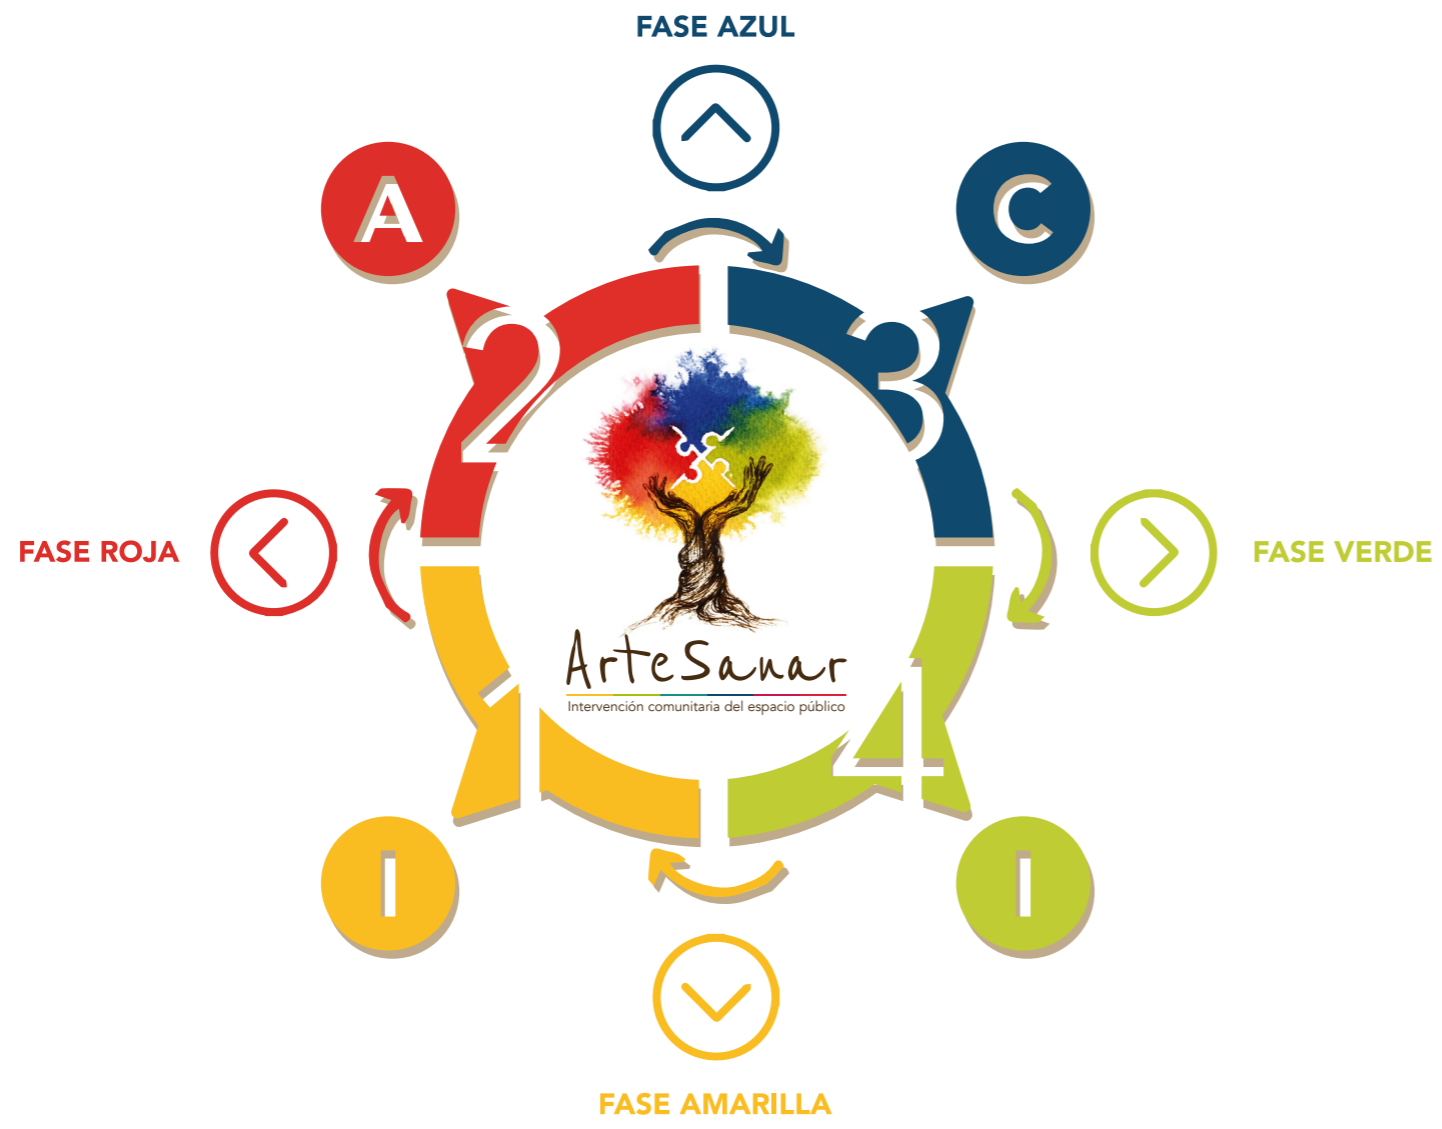 FASE AZUL
A
C
2
3
FASE ROJA
FASE VERDE
ArteSanar
Intervención comunitaria del espacio público
1
4
I
I
FASE AMARILLA